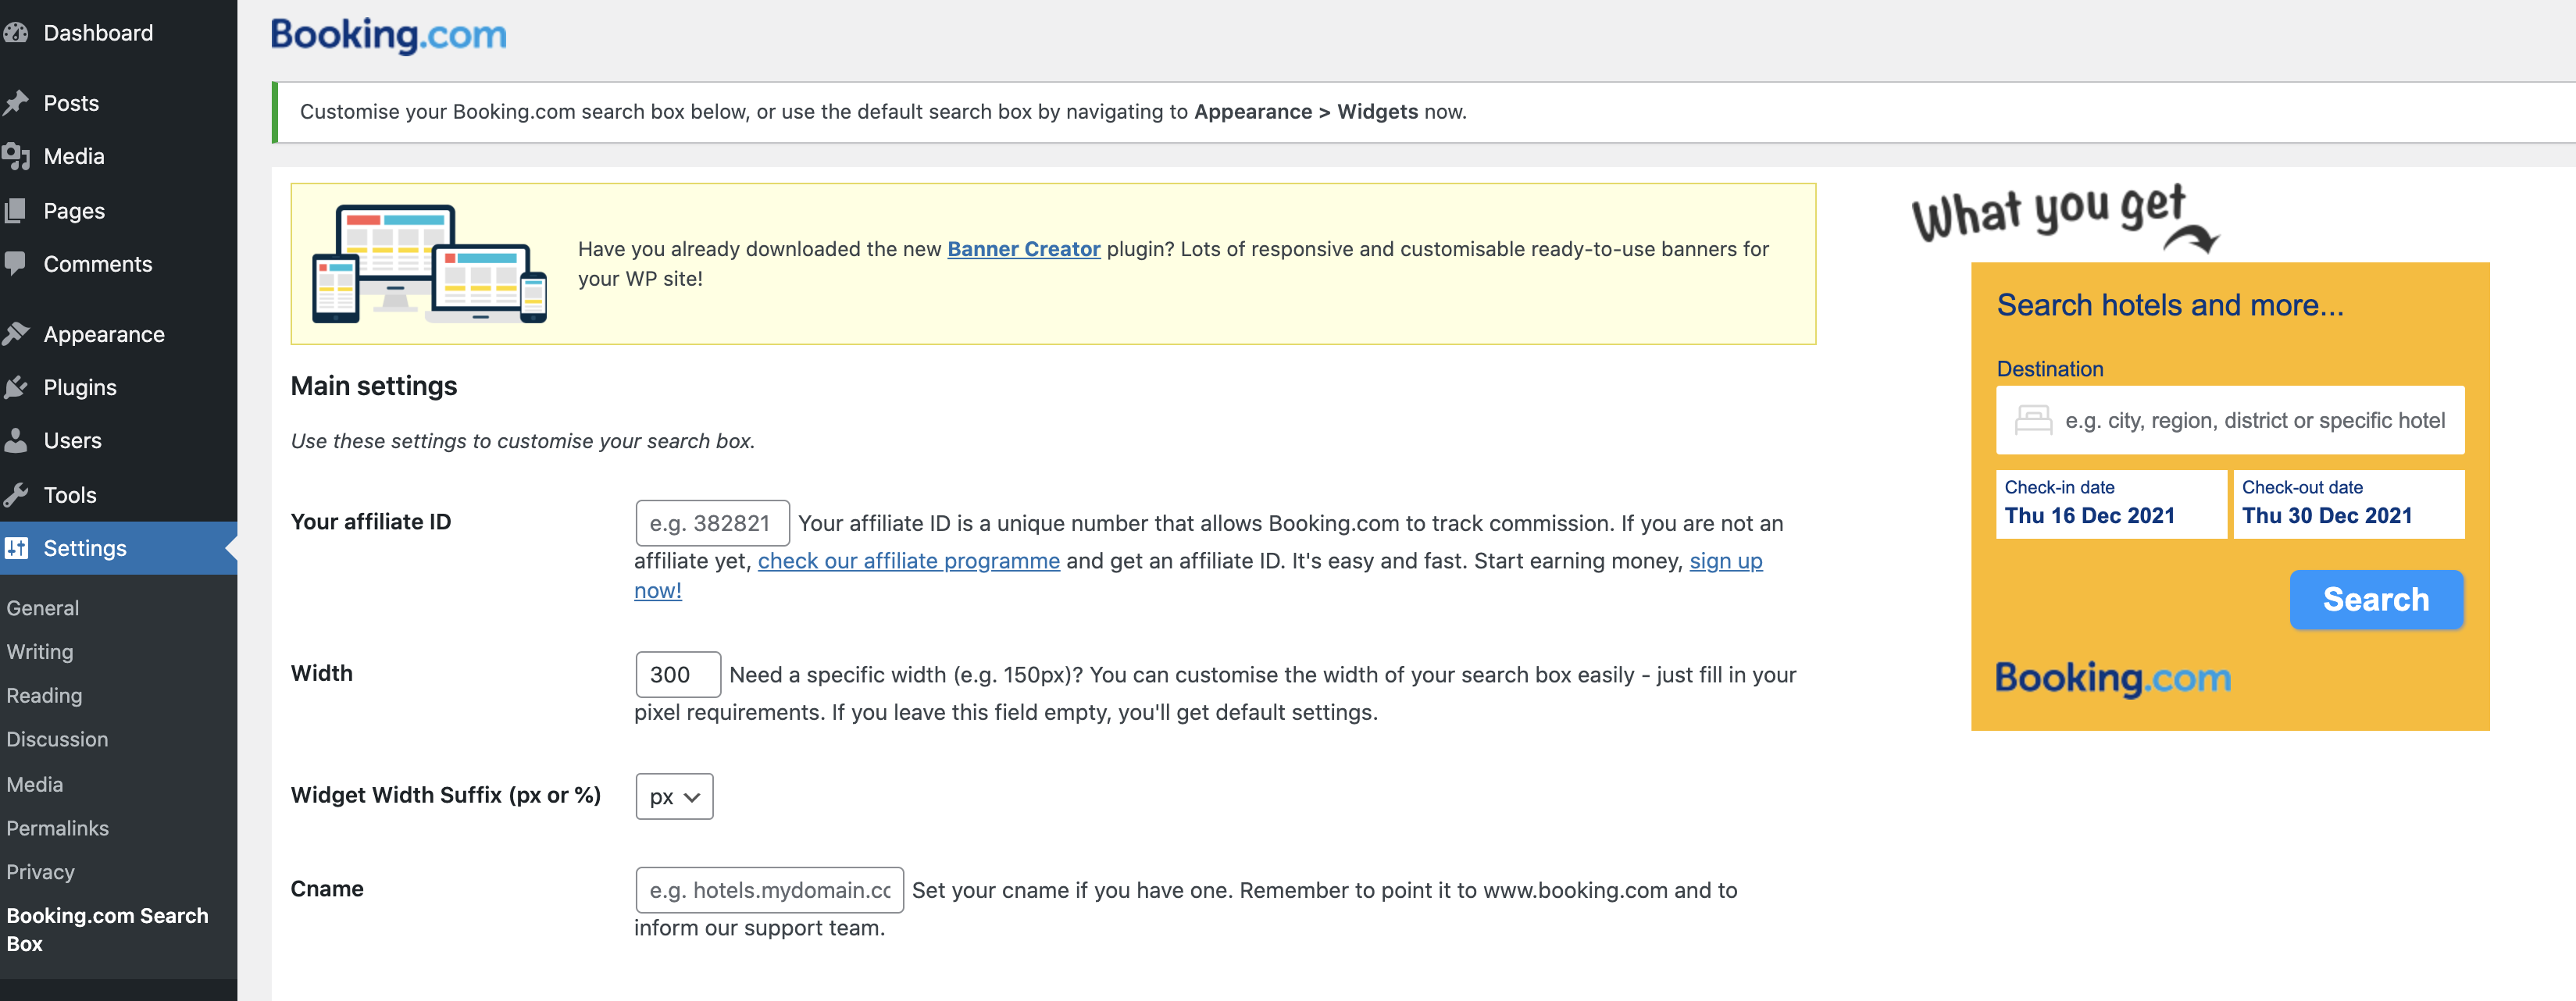 Dashboard
Posts
Media
Pages
Comments
Appearance
Plugins
Users
Tools
Settings
General
Writing
Reading
Discussion
Media
Permalinks
Privacy
Booking.com Search
Box
Booking.com
Customise your Booking.com search box below, or use the default search box by navigating to Appearance > Widgets now.
Have you already downloaded the new Banner Creator plugin? Lots of responsive and customisable ready-to-use banners for
your WP site!
Main settings
Use these settings to customise your search box.
Your affiliate ID
e.g. 382821 Your affiliate ID is a unique number that allows Booking.com to track commission. If you are not an
affiliate yet, check our affiliate programme and get an affiliate ID. It's easy and fast. Start earning money, sign up
now!
Width
300 Need a specific width (e.g. 150px)? You can customise the width of your search box easily - just fill in your
pixel requirements. If you leave this field empty, you'll get default settings.
Widget Width Suffix (px or %)
px
Cname
e.g. hotels.mydomain.cc Set your cname if you have one. Remember to point it to www.booking.com and to
inform our support team.
What you get
Search hotels and more...
Destination
e.g. city, region, district or specific hotel
Check-in date
Thu 16 Dec 2021
Check-out date
Thu 30 Dec 2021
Search
Booking.com